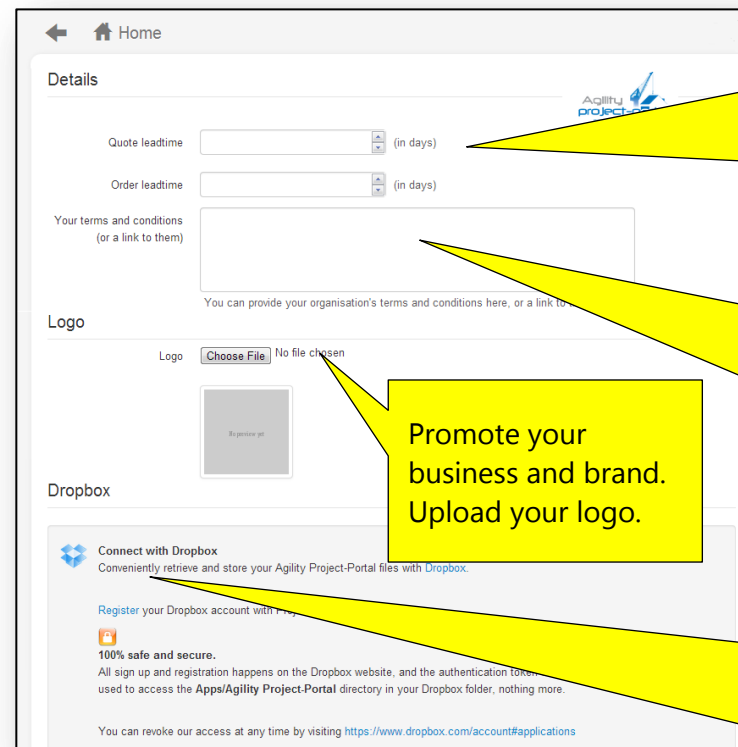 Home
Details
Agility
project-
Quote leadtime
(in days)
Order leadtime
(in days)
Your terms and conditions
(or a link to them)
You can provide your organisation's terms and conditions here, or a link to
Logo
Logo
Choose File No file chosen
No preview yet
Promote your
business and brand.
Upload your logo.
Dropbox
Connect with Dropbox
Conveniently retrieve and store your Agility Project-Portal files with Dropbox.
Register your Dropbox account with
100% safe and secure.
All sign up and registration happens on the Dropbox website, and the authentication token
used to access the Apps/Agility Project-Portal directory in your Dropbox folder, nothing more.
You can revoke our access at any time by visiting https://www.dropbox.com/account#applications